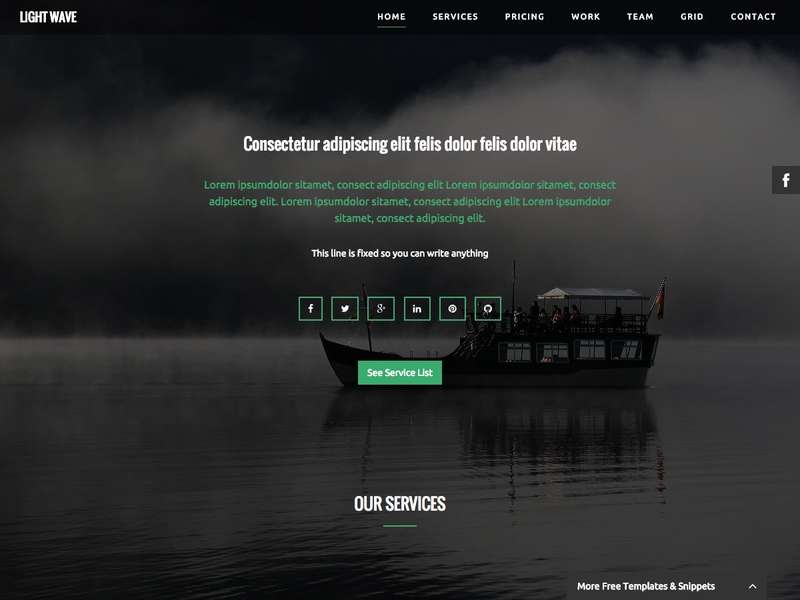 LIGHT WAVE
HOME SERVICES PRICING WORK TEAM GRID CONTACT
Consectetur adipiscing elit felis dolor felis dolor vitae
Lorem ipsumdolor sitamet, consect adipiscing elit Lorem ipsumdolor sitamet, consect
adipiscing elit. Lorem ipsumdolor sitamet, consect adipiscing elit Lorem ipsumdolor
sitamet, consect adipiscing elit.
This line is fixed so you can write anything
See Service List
OUR SERVICES
More Free Templates & Snippets